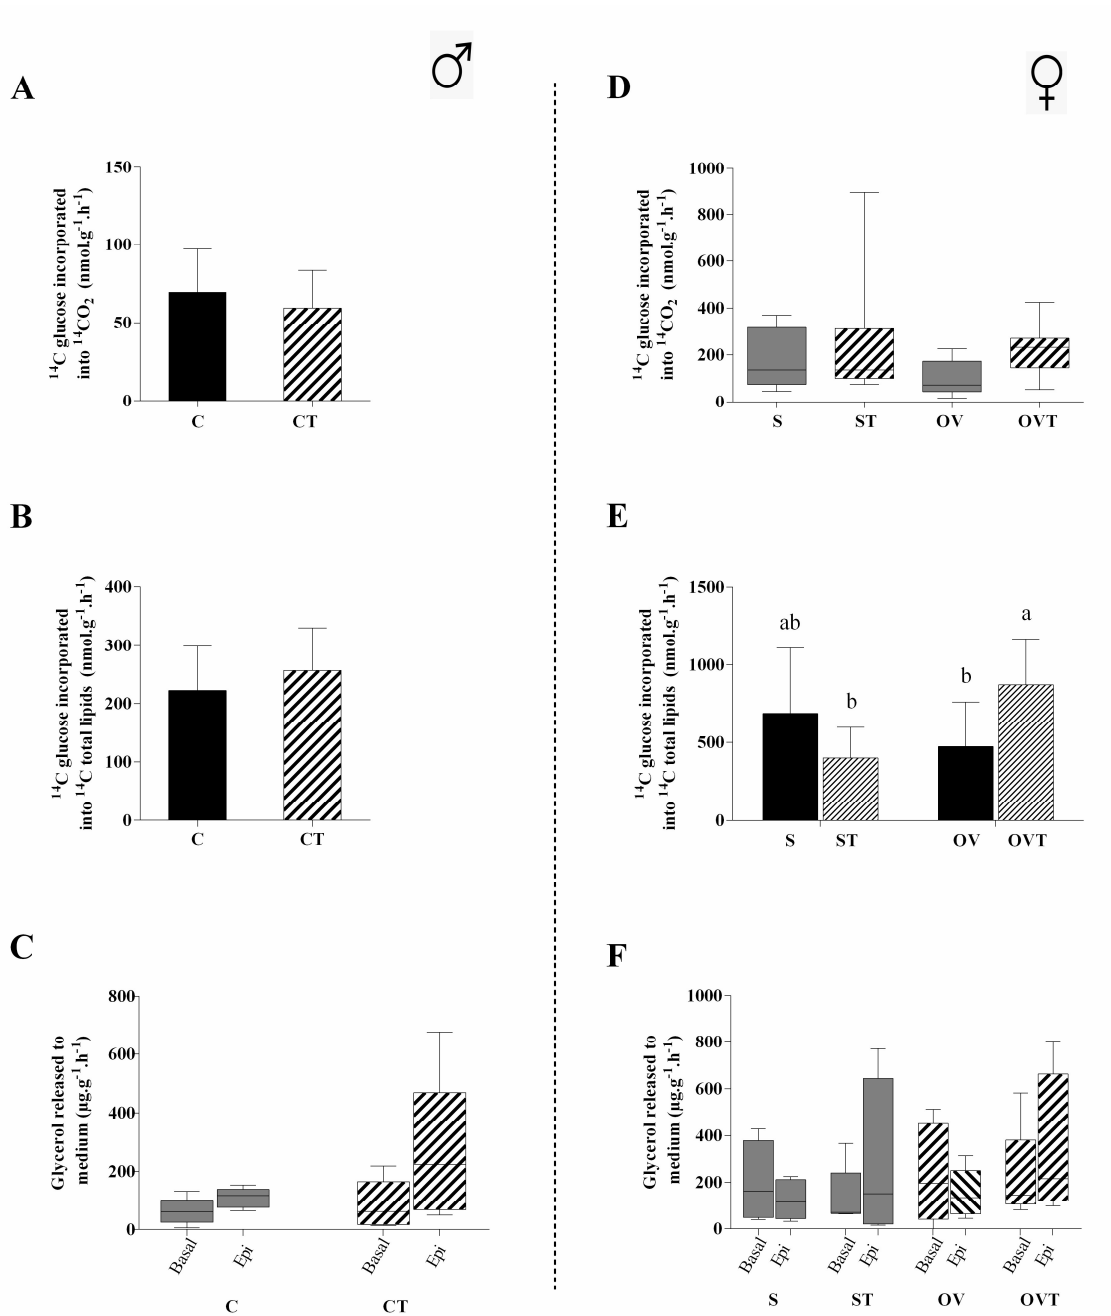 ♂
A
¹⁴C glucose incorporated
into ¹⁴CO₂ (nmol.g⁻¹.h⁻¹)
150
100
50
0
C
CT
B
¹⁴C glucose incorporated
into ¹⁴C total lipids (nmol.g⁻¹.h⁻¹)
400
300
200
100
0
C
CT
C
Glycerol released to
medium (µg.g⁻¹.h⁻¹)
800
600
400
200
0
Basal
Epi
Basal
Epi
C
CT
♀
D
¹⁴C glucose incorporated
into ¹⁴CO₂ (nmol.g⁻¹.h⁻¹)
1000
800
600
400
200
0
S
ST
OV
OVT
E
¹⁴C glucose incorporated
into ¹⁴C total lipids (nmol.g⁻¹.h⁻¹)
1500
1000
500
0
ab
b
b
a
S
ST
OV
OVT
F
Glycerol released to
medium (µg.g⁻¹.h⁻¹)
1000
800
600
400
200
0
Basal
Epi
Basal
Epi
Basal
Epi
Basal
Epi
S
ST
OV
OVT